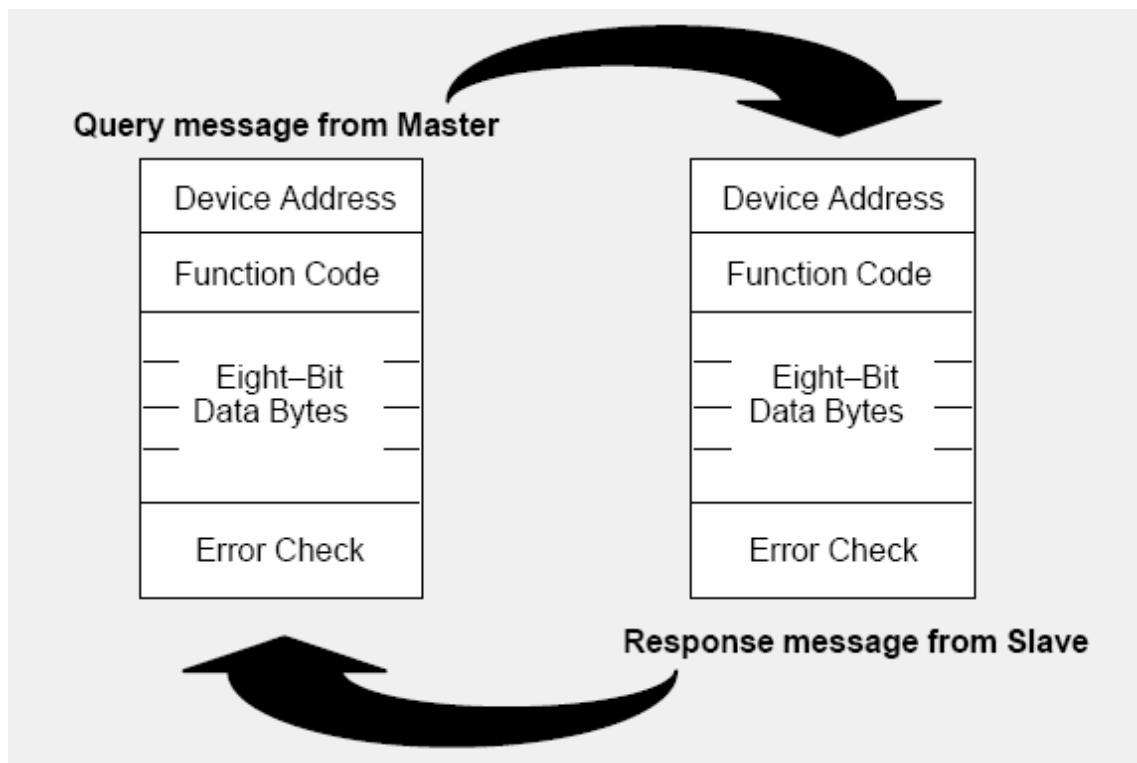 Query message from Master
Device Address
Function Code
Eight–Bit
Data Bytes
Error Check
Device Address
Function Code
Eight–Bit
Data Bytes
Error Check
Response message from Slave